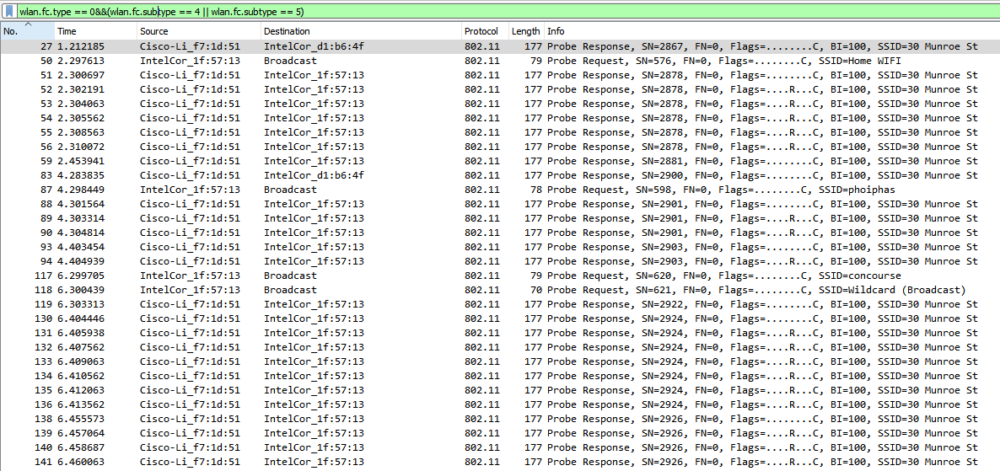 wlan.fc.type == 0&&(wlan.fc.subtype == 4 || wlan.fc.subtype == 5)
No. Time Source Destination Protocol Length Info
27 1.212185 Cisco-Li_f7:1d:51 IntelCor_d1:b6:4f 802.11 177 Probe Response, SN=2867, FN=0, Flags=........C, BI=100, SSID=30 Munroe St
50 2.297613 IntelCor_1f:57:13 Broadcast 802.11 79 Probe Request, SN=576, FN=0, Flags=........C, SSID=Home WIFI
51 2.300697 Cisco-Li_f7:1d:51 IntelCor_1f:57:13 802.11 177 Probe Response, SN=2878, FN=0, Flags=........C, BI=100, SSID=30 Munroe St
52 2.302191 Cisco-Li_f7:1d:51 IntelCor_1f:57:13 802.11 177 Probe Response, SN=2878, FN=0, Flags=....R...C, BI=100, SSID=30 Munroe St
53 2.304063 Cisco-Li_f7:1d:51 IntelCor_1f:57:13 802.11 177 Probe Response, SN=2878, FN=0, Flags=....R...C, BI=100, SSID=30 Munroe St
54 2.305562 Cisco-Li_f7:1d:51 IntelCor_1f:57:13 802.11 177 Probe Response, SN=2878, FN=0, Flags=....R...C, BI=100, SSID=30 Munroe St
55 2.308563 Cisco-Li_f7:1d:51 IntelCor_1f:57:13 802.11 177 Probe Response, SN=2878, FN=0, Flags=....R...C, BI=100, SSID=30 Munroe St
56 2.310072 Cisco-Li_f7:1d:51 IntelCor_1f:57:13 802.11 177 Probe Response, SN=2878, FN=0, Flags=....R...C, BI=100, SSID=30 Munroe St
59 2.453941 Cisco-Li_f7:1d:51 IntelCor_1f:57:13 802.11 177 Probe Response, SN=2881, FN=0, Flags=........C, BI=100, SSID=30 Munroe St
83 4.283835 Cisco-Li_f7:1d:51 IntelCor_d1:b6:4f 802.11 177 Probe Response, SN=2900, FN=0, Flags=........C, BI=100, SSID=30 Munroe St
87 4.298449 IntelCor_1f:57:13 Broadcast 802.11 78 Probe Request, SN=598, FN=0, Flags=........C, SSID=phoiphas
88 4.301564 Cisco-Li_f7:1d:51 IntelCor_1f:57:13 802.11 177 Probe Response, SN=2901, FN=0, Flags=........C, BI=100, SSID=30 Munroe St
89 4.303314 Cisco-Li_f7:1d:51 IntelCor_1f:57:13 802.11 177 Probe Response, SN=2901, FN=0, Flags=....R...C, BI=100, SSID=30 Munroe St
90 4.304814 Cisco-Li_f7:1d:51 IntelCor_1f:57:13 802.11 177 Probe Response, SN=2901, FN=0, Flags=....R...C, BI=100, SSID=30 Munroe St
93 4.403454 Cisco-Li_f7:1d:51 IntelCor_1f:57:13 802.11 177 Probe Response, SN=2903, FN=0, Flags=........C, BI=100, SSID=30 Munroe St
94 4.404939 Cisco-Li_f7:1d:51 IntelCor_1f:57:13 802.11 177 Probe Response, SN=2903, FN=0, Flags=....R...C, BI=100, SSID=30 Munroe St
117 6.299705 IntelCor_1f:57:13 Broadcast 802.11 79 Probe Request, SN=620, FN=0, Flags=........C, SSID=concourse
118 6.300439 IntelCor_1f:57:13 Broadcast 802.11 70 Probe Request, SN=621, FN=0, Flags=........C, SSID=Wildcard (Broadcast)
119 6.303313 Cisco-Li_f7:1d:51 IntelCor_1f:57:13 802.11 177 Probe Response, SN=2922, FN=0, Flags=........C, BI=100, SSID=30 Munroe St
130 6.404446 Cisco-Li_f7:1d:51 IntelCor_1f:57:13 802.11 177 Probe Response, SN=2924, FN=0, Flags=........C, BI=100, SSID=30 Munroe St
131 6.405938 Cisco-Li_f7:1d:51 IntelCor_1f:57:13 802.11 177 Probe Response, SN=2924, FN=0, Flags=....R...C, BI=100, SSID=30 Munroe St
132 6.407562 Cisco-Li_f7:1d:51 IntelCor_1f:57:13 802.11 177 Probe Response, SN=2924, FN=0, Flags=....R...C, BI=100, SSID=30 Munroe St
133 6.409063 Cisco-Li_f7:1d:51 IntelCor_1f:57:13 802.11 177 Probe Response, SN=2924, FN=0, Flags=....R...C, BI=100, SSID=30 Munroe St
134 6.410562 Cisco-Li_f7:1d:51 IntelCor_1f:57:13 802.11 177 Probe Response, SN=2924, FN=0, Flags=....R...C, BI=100, SSID=30 Munroe St
135 6.412063 Cisco-Li_f7:1d:51 IntelCor_1f:57:13 802.11 177 Probe Response, SN=2924, FN=0, Flags=....R...C, BI=100, SSID=30 Munroe St
136 6.413562 Cisco-Li_f7:1d:51 IntelCor_1f:57:13 802.11 177 Probe Response, SN=2924, FN=0, Flags=....R...C, BI=100, SSID=30 Munroe St
138 6.455573 Cisco-Li_f7:1d:51 IntelCor_1f:57:13 802.11 177 Probe Response, SN=2926, FN=0, Flags=........C, BI=100, SSID=30 Munroe St
139 6.457064 Cisco-Li_f7:1d:51 IntelCor_1f:57:13 802.11 177 Probe Response, SN=2926, FN=0, Flags=....R...C, BI=100, SSID=30 Munroe St
140 6.458687 Cisco-Li_f7:1d:51 IntelCor_1f:57:13 802.11 177 Probe Response, SN=2926, FN=0, Flags=....R...C, BI=100, SSID=30 Munroe St
141 6.460063 Cisco-Li_f7:1d:51 IntelCor_1f:57:13 802.11 177 Probe Response, SN=2926, FN=0, Flags=....R...C, BI=100, SSID=30 Munroe St